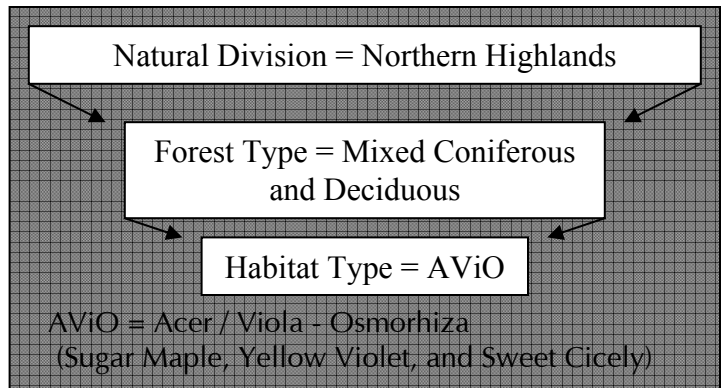 Natural Division = Northern Highlands
Forest Type = Mixed Coniferous
and Deciduous
Habitat Type = AViO
AViO = Acer / Viola - Osmorhiza
(Sugar Maple, Yellow Violet, and Sweet Cicely)